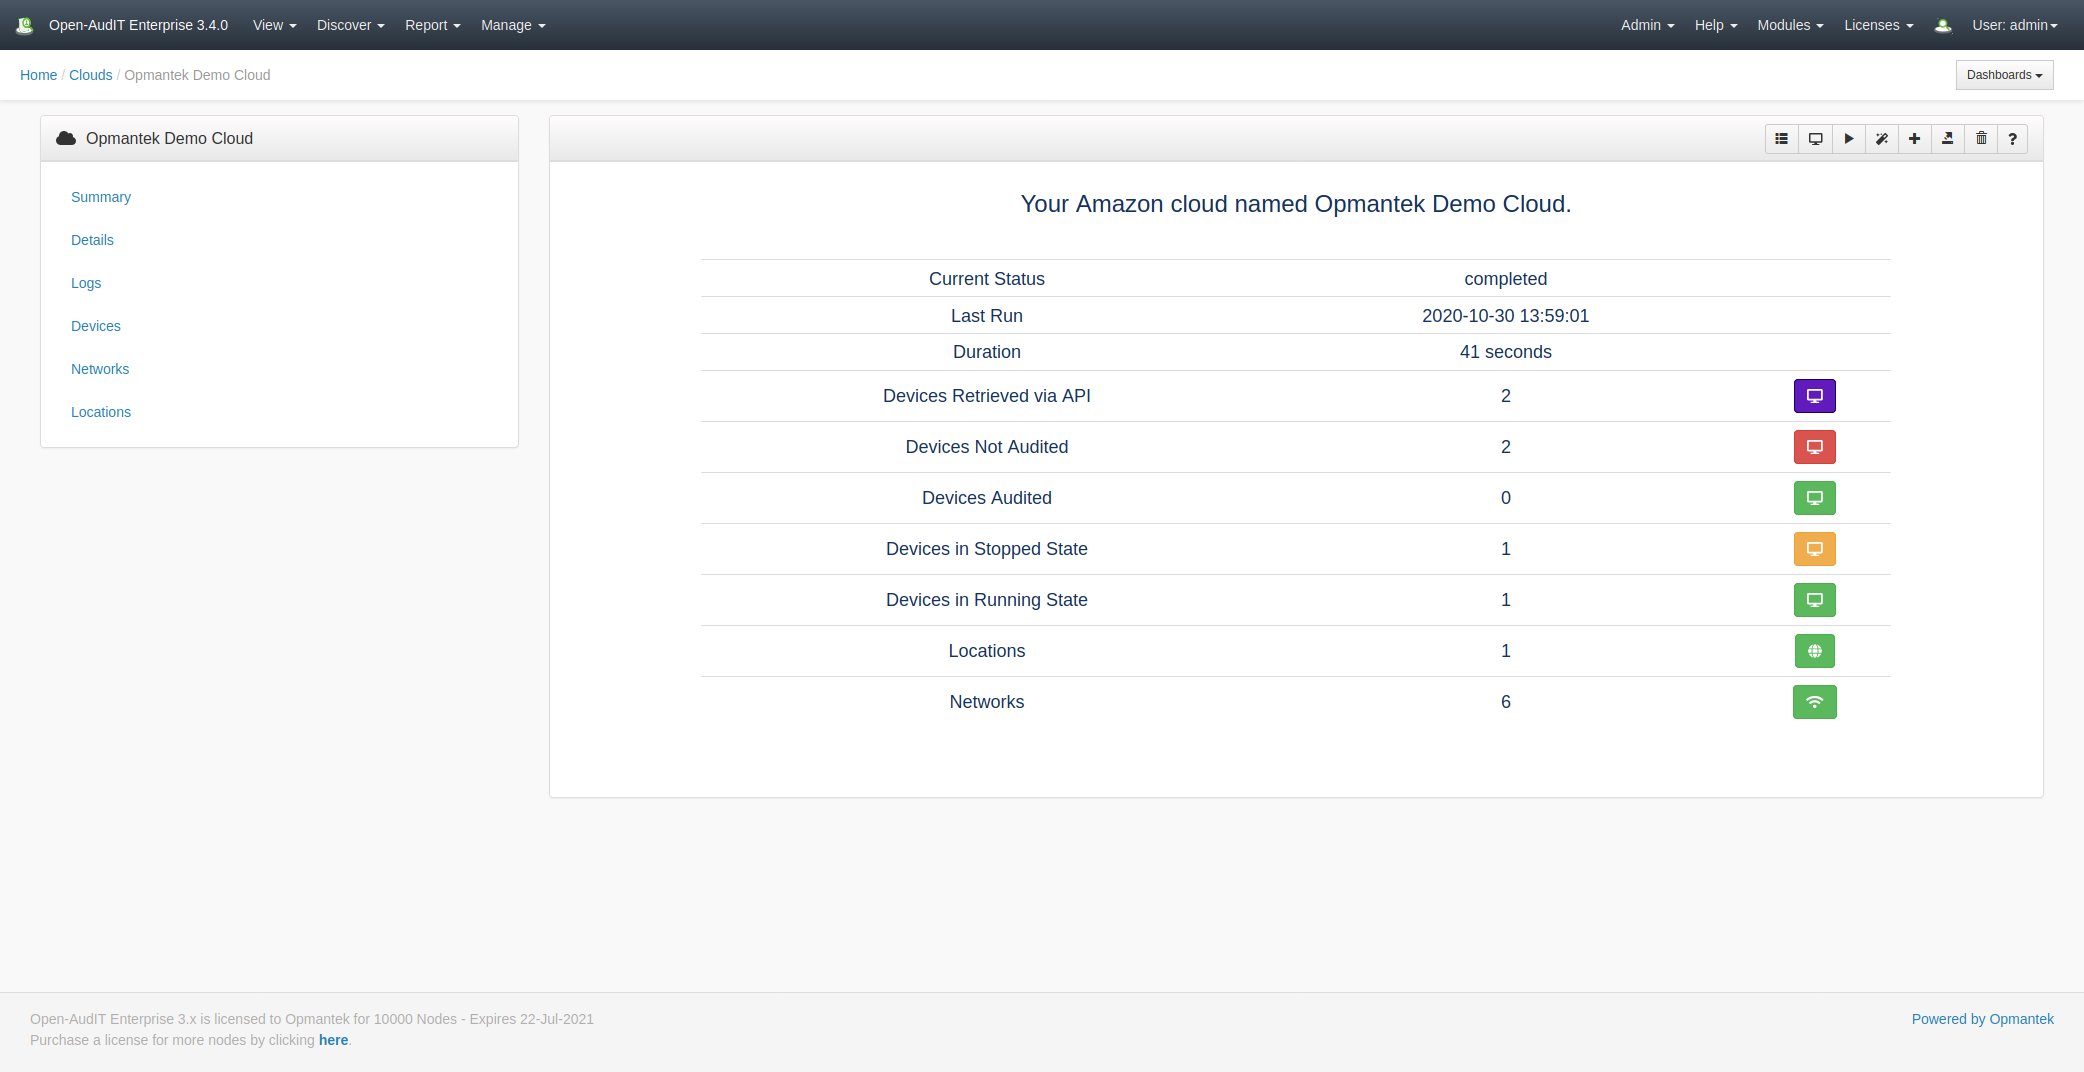 Open-AudIT Enterprise 3.4.0 View Discover Report Manage Admin Help Modules Licenses User: admin
Home / Clouds / Opmantek Demo Cloud Dashboards
Opmantek Demo Cloud
Summary
Details
Logs
Devices
Networks
Locations
?
Your Amazon cloud named Opmantek Demo Cloud.
Current Status completed
Last Run 2020-10-30 13:59:01
Duration 41 seconds
Devices Retrieved via API 2
Devices Not Audited 2
Devices Audited 0
Devices in Stopped State 1
Devices in Running State 1
Locations 1
Networks 6
Open-AudIT Enterprise 3.x is licensed to Opmantek for 10000 Nodes - Expires 22-Jul-2021 Powered by Opmantek
Purchase a license for more nodes by clicking here.